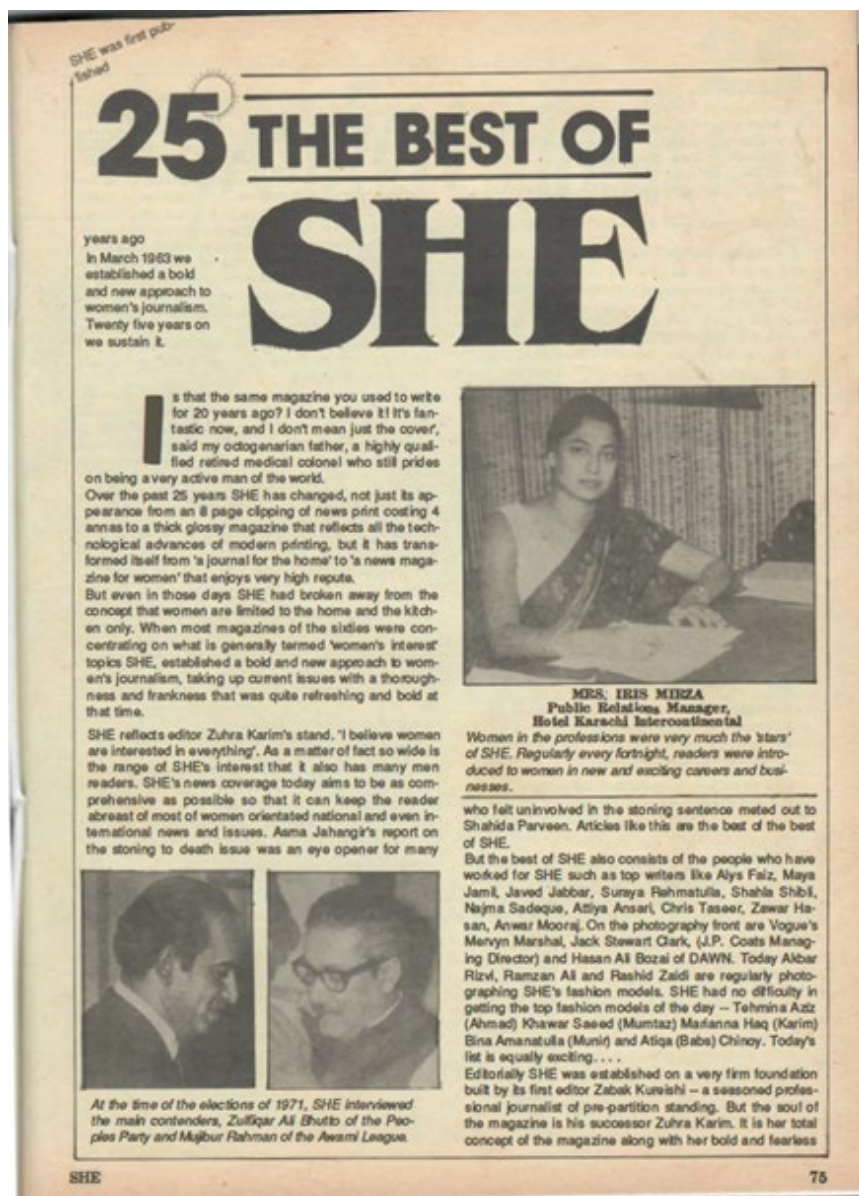 SHE was first pub-
lished
25 THE BEST OF
SHE
years ago
In March 1963 we
established a bold
and new approach to
women's journalism.
Twenty five years on
we sustain it.
Is that the same magazine you used to write
for 20 years ago? I don't believe it! It's fan-
tastic now, and I don't mean just the cover',
said my octogenarian father, a highly quali-
fied retired medical colonel who still prides
on being a very active man of the world.
Over the past 25 years SHE has changed, not just its ap-
pearance from an 8 page clipping of news print costing 4
annas to a thick glossy magazine that reflects all the tech-
nological advances of modern printing, but it has trans-
formed itself from 'a journal for the home' to 'a news maga-
zine for women' that enjoys very high repute.
But even in those days SHE had broken away from the
concept that women are limited to the home and the kitch-
en only. When most magazines of the sixties were con-
centrating on what is generally termed 'women's interest'
topics SHE, established a bold and new approach to wom-
en's journalism, taking up current issues with a thorough-
ness and frankness that was quite refreshing and bold at
that time.
SHE reflects editor Zuhra Karim's stand. 'I believe women
are interested in everything'. As a matter of fact so wide is
the range of SHE's interest that it also has many men
readers. SHE's news coverage today aims to be as com-
prehensive as possible so that it can keep the reader
abreast of most of women orientated national and even in-
ternational news and issues. Asma Jahangir's report on
the stoning to death issue was an eye opener for many
At the time of the elections of 1971, SHE interviewed
the main contenders, Zulfiqar Ali Bhutto of the Peo-
ples Party and Mujibur Rahman of the Awami League.
MRS. IRIS MIRZA
Public Relations Manager,
Hotel Karachi Intercontinental
Women in the professions were very much the 'stars'
of SHE. Regularly every fortnight, readers were intro-
duced to women in new and exciting careers and busi-
nesses.
who felt uninvolved in the stoning sentence meted out to
Shahida Parveen. Articles like this are the best of the best
of SHE.
But the best of SHE also consists of the people who have
worked for SHE such as top writers like Alys Faiz, Maya
Jamil, Javed Jabbar, Suraya Rehmatulla, Shahla Shibli,
Najma Sadeque, Attiya Ansari, Chris Taseer, Zawar Ha-
san, Anwar Mooraj. On the photography front are Vogue's
Mervyn Marshal, Jack Stewart Clark, (J.P. Coats Manag-
ing Director) and Hasan Ali Bozai of DAWN. Today Akbar
Rizvi, Ramzan Ali and Rashid Zaidi are regularly photo-
graphing SHE's fashion models. SHE had no difficulty in
getting the top fashion models of the day -- Tehmina Aziz
(Ahmad) Khawar Saeed (Mumtaz) Marianna Haq (Karim)
Bina Amanatulla (Munir) and Atiqa (Babs) Chinoy. Today's
list is equally exciting. . . .
Editorially SHE was established on a very firm foundation
built by its first editor Zabak Kureishi -- a seasoned profes-
sional journalist of pre-partition standing. But the soul of
the magazine is his successor Zuhra Karim. It is her total
concept of the magazine along with her bold and fearless
SHE
75